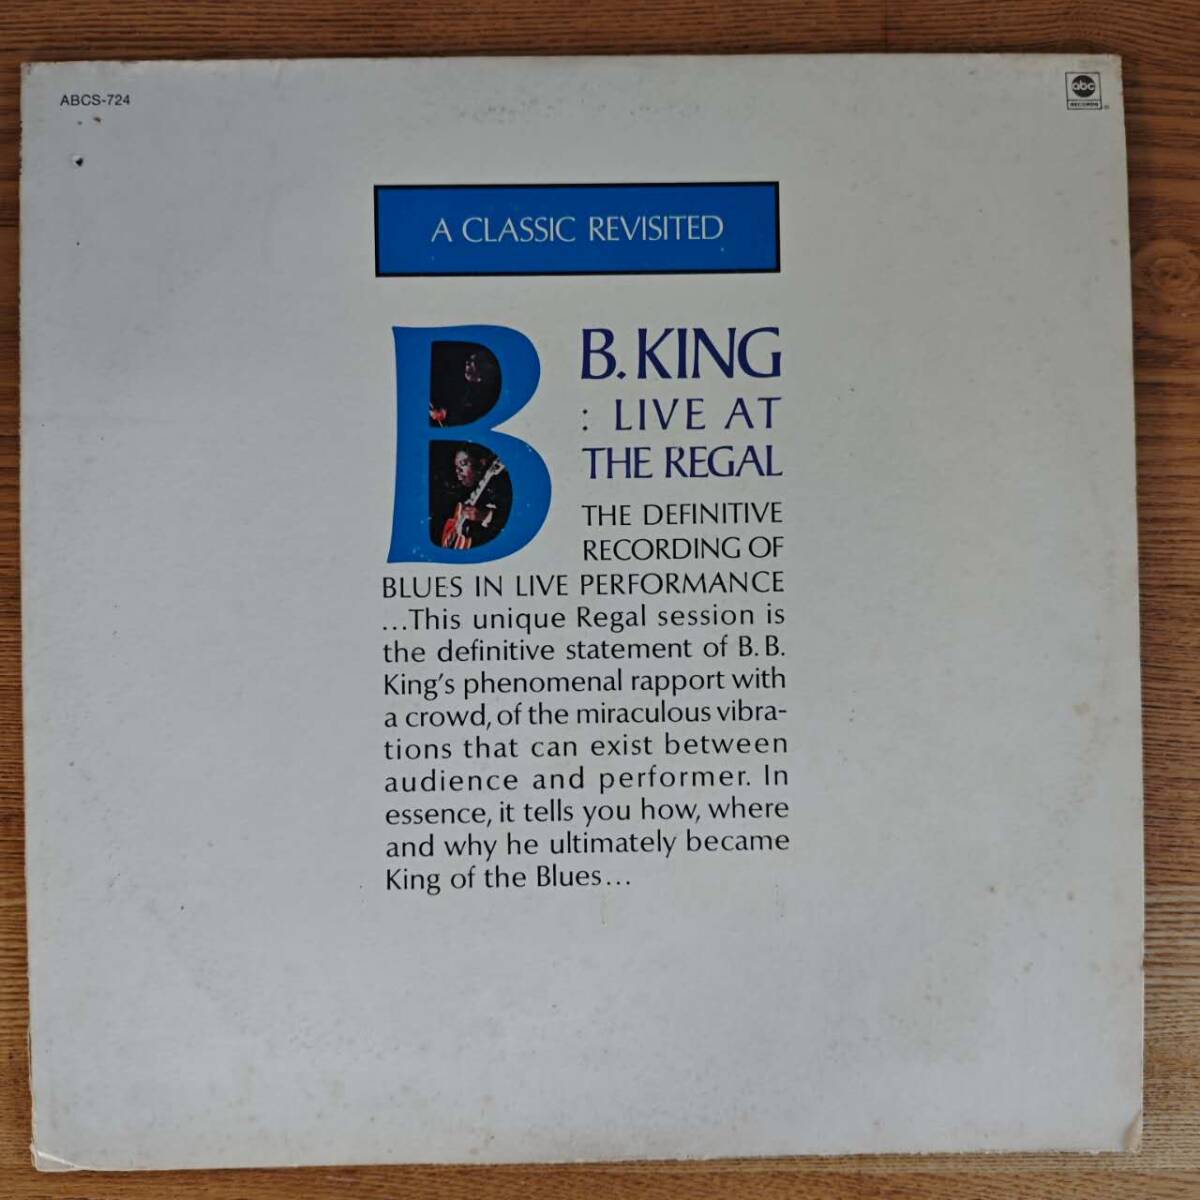 ABCS-724
abc
RECORDS
A CLASSIC REVISITED
B
B. KING
: LIVE AT
THE REGAL
THE DEFINITIVE
RECORDING OF
BLUES IN LIVE PERFORMANCE
...This unique Regal session is
the definitive statement of B. B.
King's phenomenal rapport with
a crowd, of the miraculous vibra-
tions that can exist between
audience and performer. In
essence, it tells you how, where
and why he ultimately became
King of the Blues...